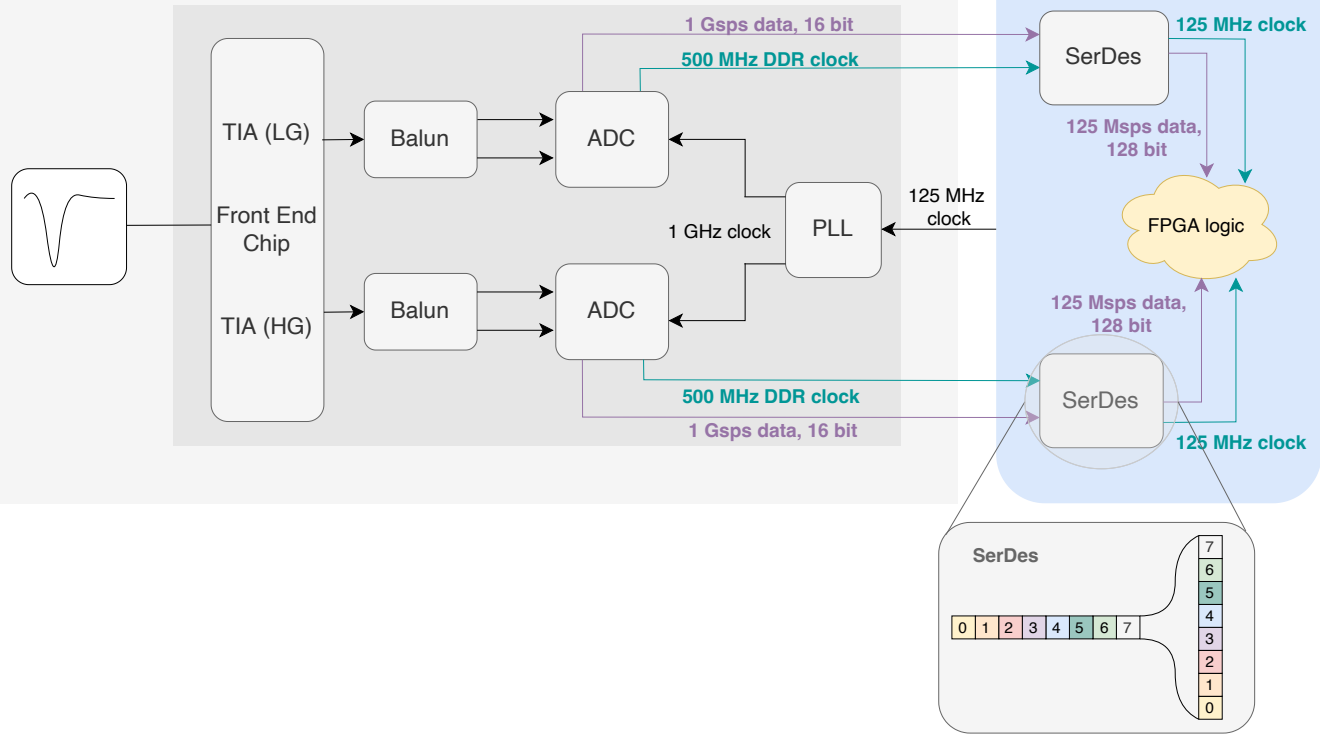 1 Gsps data, 16 bit
500 MHz DDR clock
SerDes
125 MHz clock
TIA (LG)
Balun
ADC
125 Msps data,
128 bit
Front End
Chip
1 GHz clock
PLL
125 MHz
clock
FPGA logic
TIA (HG)
Balun
ADC
125 Msps data,
128 bit
500 MHz DDR clock
1 Gsps data, 16 bit
SerDes
125 MHz clock
SerDes
0 1 2 3 4 5 6 7
7
6
5
4
3
2
1
0